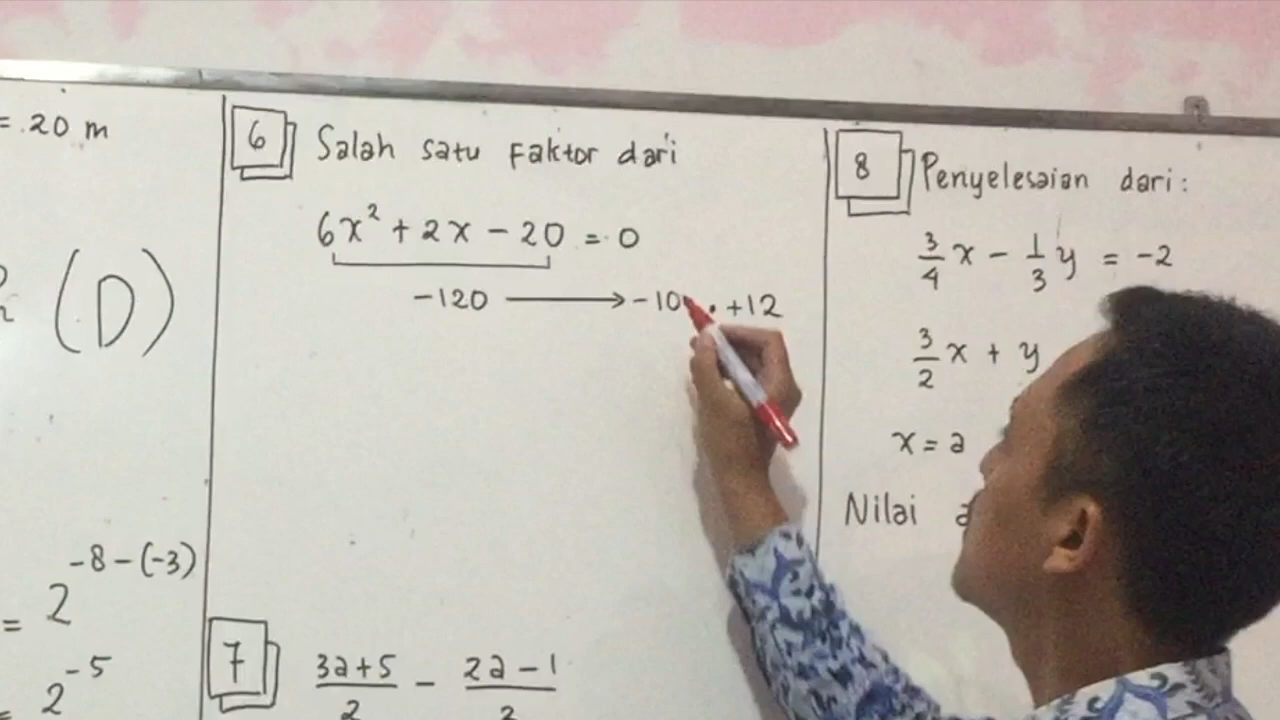 = 20 m
(D)
-8-(-3)
= 2
-5
2
6 Salah satu Faktor dari
6x² + 2x - 20 = 0
-120 → -10 . +12
7 3a+5 - 2a-1
2
8 Penyelesaian dari:
3/4 x - 1/3 y = -2
3/2 x + y
x = a
Nilai